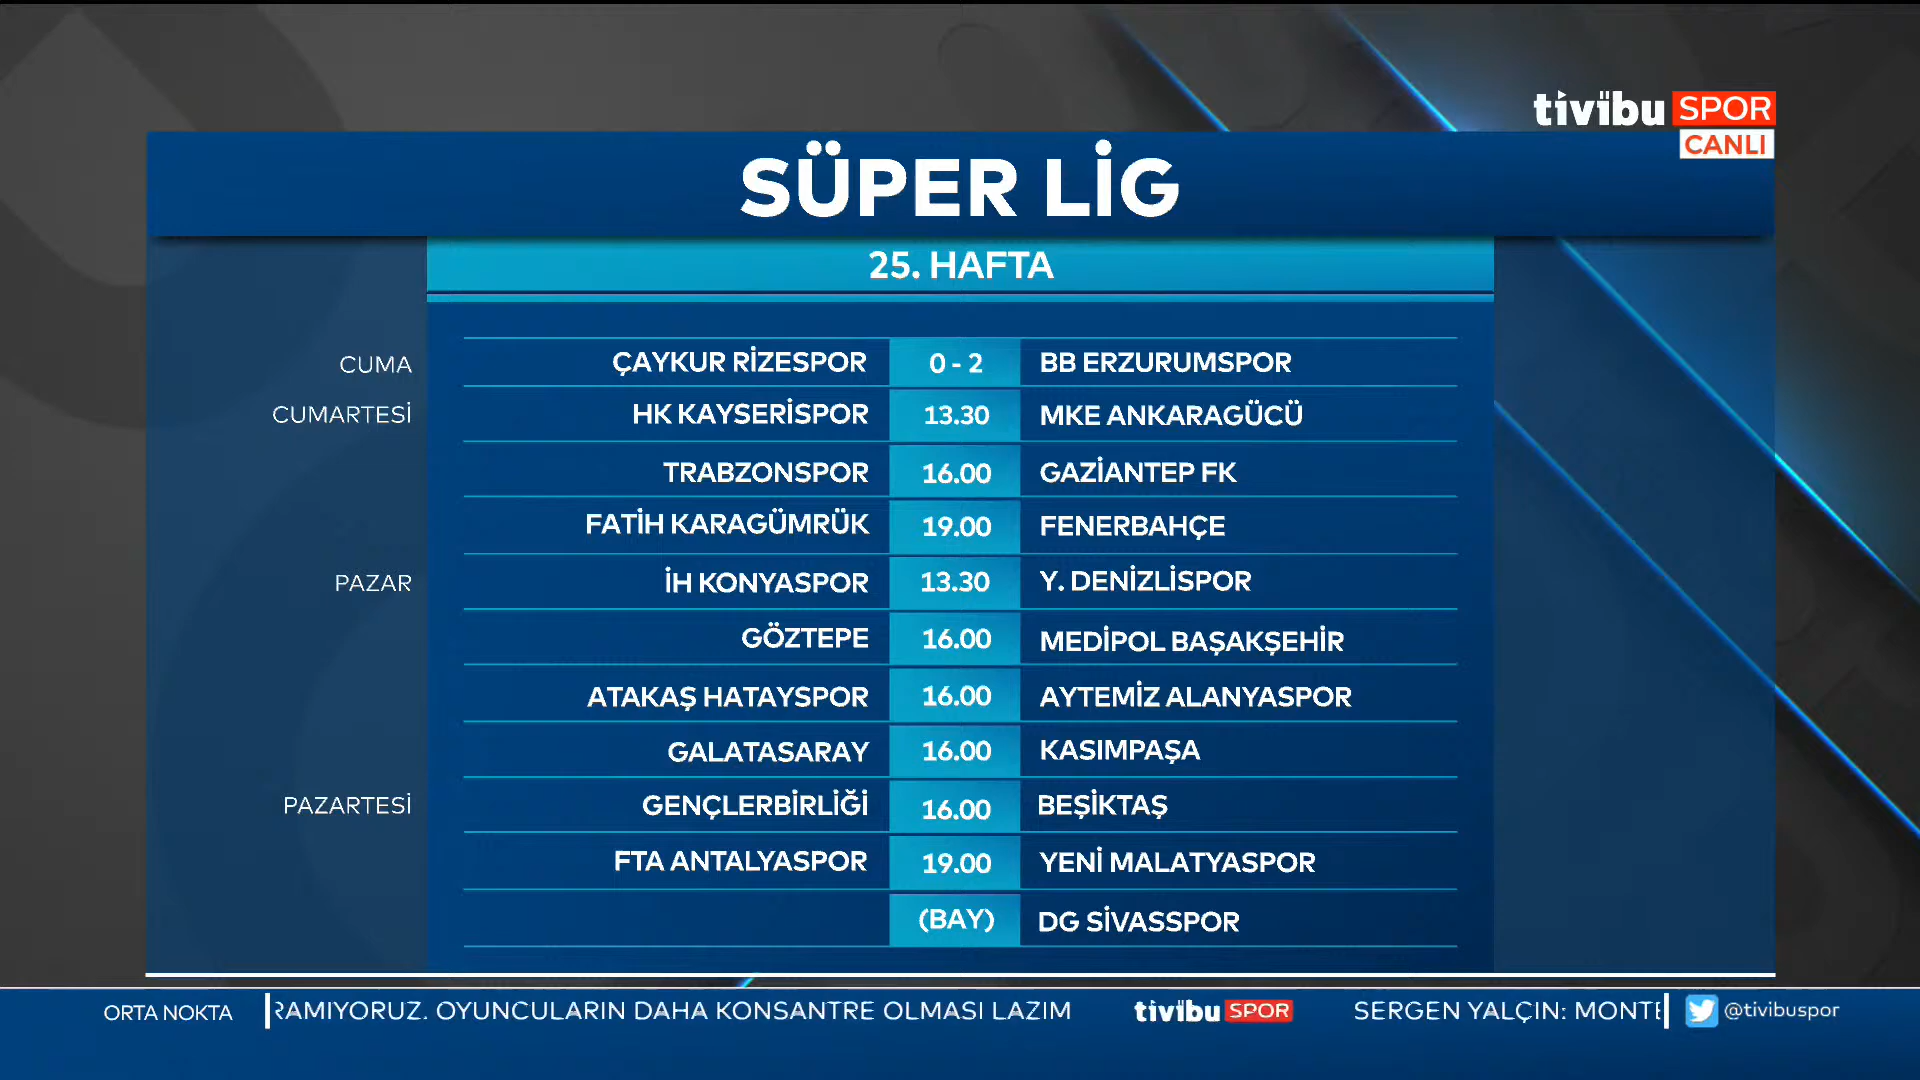 tivibu SPOR
CANLI
SÜPER LİG
25. HAFTA
CUMA ÇAYKUR RİZESPOR 0 - 2 BB ERZURUMSPOR
CUMARTESİ HK KAYSERİSPOR 13.30 MKE ANKARAGÜCÜ
TRABZONSPOR 16.00 GAZİANTEP FK
FATİH KARAGÜMRÜK 19.00 FENERBAHÇE
PAZAR İH KONYASPOR 13.30 Y. DENİZLİSPOR
GÖZTEPE 16.00 MEDİPOL BAŞAKŞEHİR
ATAKAŞ HATAYSPOR 16.00 AYTEMİZ ALANYASPOR
GALATASARAY 16.00 KASIMPAŞA
PAZARTESİ GENÇLERBİRLİĞİ 16.00 BEŞİKTAŞ
FTA ANTALYASPOR 19.00 YENİ MALATYASPOR
(BAY) DG SİVASSPOR
ORTA NOKTA RAMIYORUZ. OYUNCULARIN DAHA KONSANTRE OLMASI LAZIM tivibu SPOR SERGEN YALÇIN: MONTE @tivibuspor